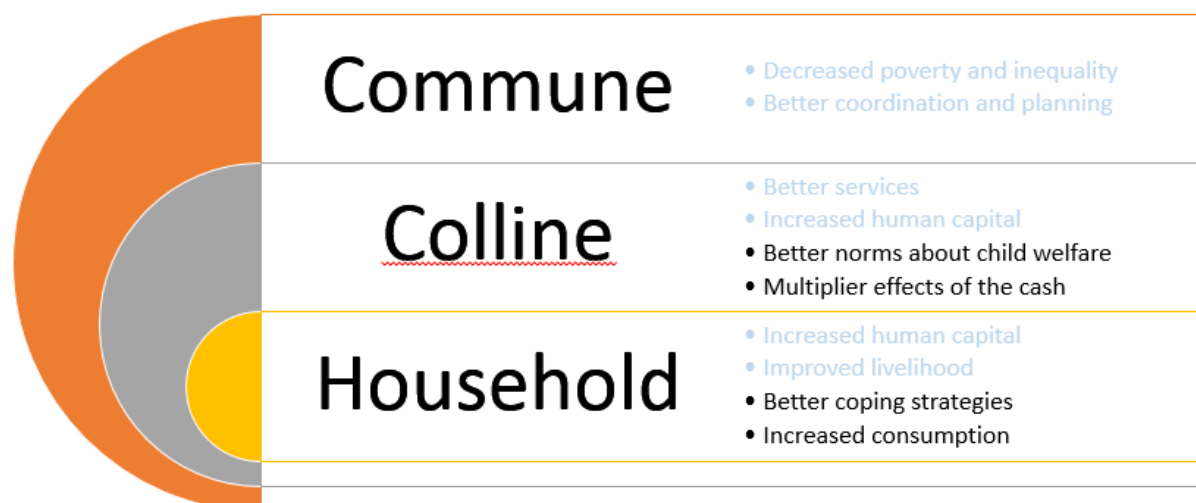 Commune
• Decreased poverty and inequality
• Better coordination and planning
Colline
• Better services
• Increased human capital
• Better norms about child welfare
• Multiplier effects of the cash
Household
• Increased human capital
• Improved livelihood
• Better coping strategies
• Increased consumption